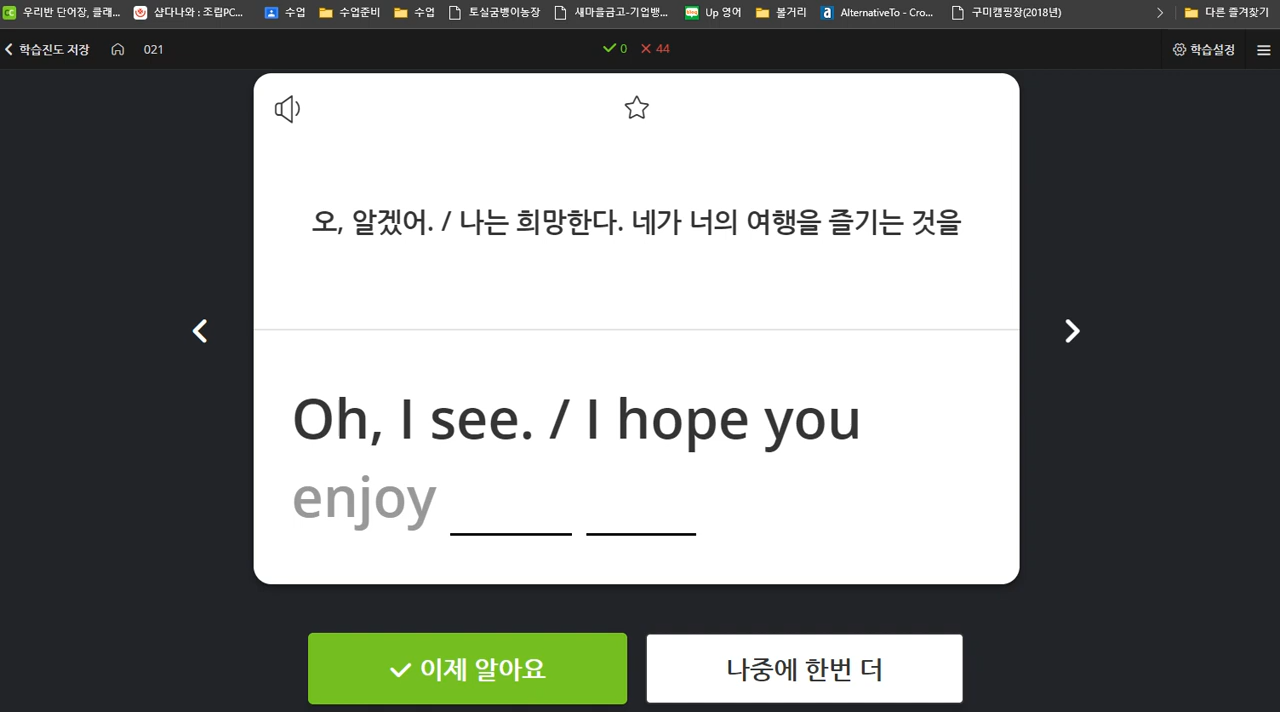 우리반 단어장, 클래... 샵다나와 : 조립PC... 수업 수업준비 수업 토실굼벵이농장 새마을금고-기업뱅... Up 영어 볼거리 AlternativeTo - Cro... 구미캠핑장(2018년) 다른 즐겨찾기
학습진도 저장 021 0 44 학습설정
오, 알겠어. / 나는 희망한다. 네가 너의 여행을 즐기는 것을
Oh, I see. / I hope you
enjoy
이제 알아요 나중에 한번 더